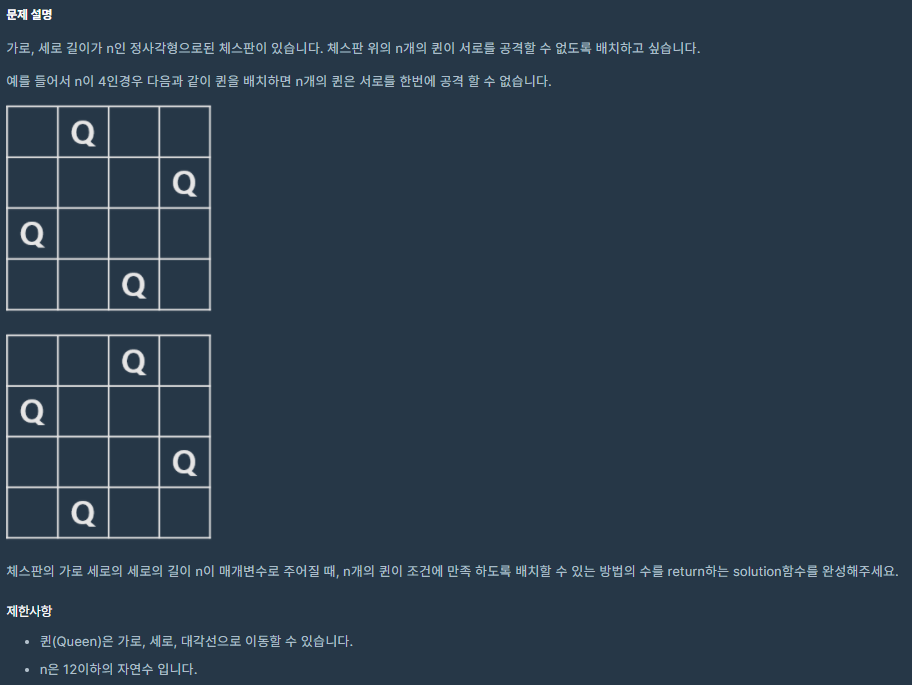 문제 설명
가로, 세로 길이가 n인 정사각형으로된 체스판이 있습니다. 체스판 위의 n개의 퀸이 서로를 공격할 수 없도록 배치하고 싶습니다.
예를 들어서 n이 4인경우 다음과 같이 퀸을 배치하면 n개의 퀸은 서로를 한번에 공격 할 수 없습니다.
Q
Q
Q
Q
Q
Q
Q
Q
체스판의 가로 세로의 세로의 길이 n이 매개변수로 주어질 때, n개의 퀸이 조건에 만족 하도록 배치할 수 있는 방법의 수를 return하는 solution함수를 완성해주세요.
제한사항
• 퀸(Queen)은 가로, 세로, 대각선으로 이동할 수 있습니다.
• n은 12이하의 자연수 입니다.